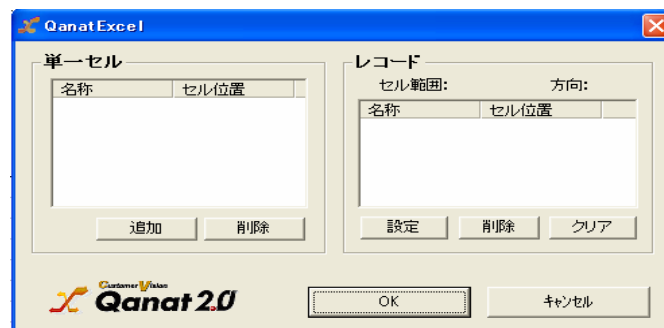 QanatExcel
単一セル
名称 セル位置
追加 削除
レコード
セル範囲: 方向:
名称 セル位置
設定 削除 クリア
Customer Vision
Qanat 2.0
OK キャンセル